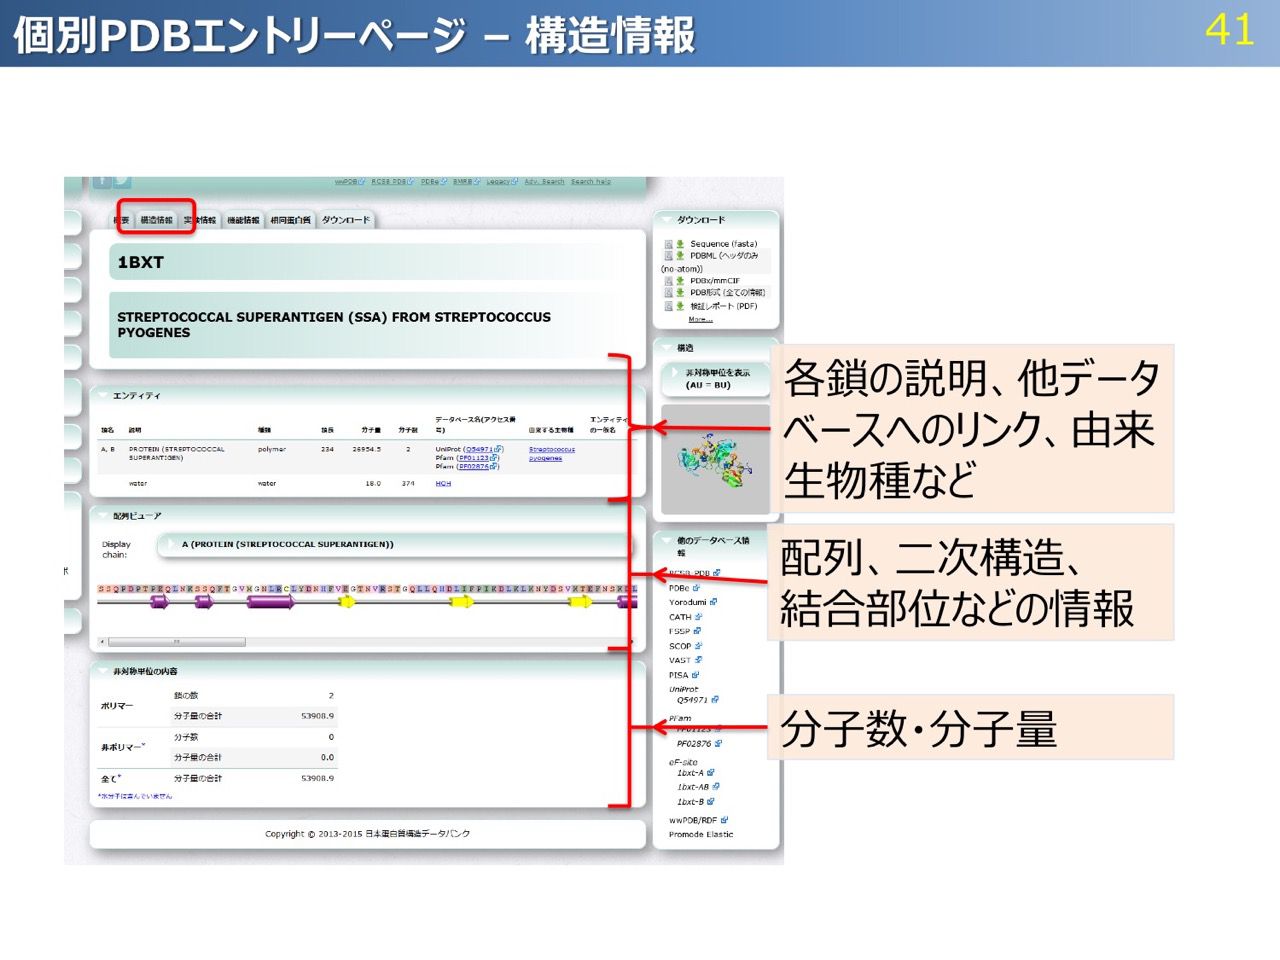 個別PDBエントリーページ – 構造情報
41
wwPDB RCSB PDB PDBe BMRB Legacy Adv. Search Search help
概要 構造情報 実験情報 機能情報 相同蛋白質 ダウンロード
1BXT
STREPTOCOCCAL SUPERANTIGEN (SSA) FROM STREPTOCOCCUS
PYOGENES
エンティティ
鎖名 説明 種類 鎖長 分子量 分子数 データベース名(アクセス番号) 由来する生物種 エンティティの一般名
A, B PROTEIN (STREPTOCOCCAL SUPERANTIGEN) polymer 234 26954.5 2 UniProt (Q54971) Streptococcus pyogenes
Pfam (PF01123)
Pfam (PF02876)
water water 18.0 374 HOH
配列ビューア
Display chain: A (PROTEIN (STREPTOCOCCAL SUPERANTIGEN))
非対称単位の内容
ポリマー 鎖の数 2
分子量の合計 53908.9
非ポリマー* 分子数 0
分子量の合計 0.0
全て* 分子量の合計 53908.9
*水分子は含んでいません
Copyright © 2013-2015 日本蛋白質構造データバンク
ダウンロード
Sequence (fasta)
PDBML (ヘッダのみ
(no-atom))
PDBx/mmCIF
PDB形式 (全ての情報)
検証レポート (PDF)
More...
構造
非対称単位を表示
(AU = BU)
他のデータベース情
報
RCSB-PDB
PDBe
Yorodumi
CATH
FSSP
SCOP
VAST
PISA
UniProt
Q54971
PFam
PF01123
PF02876
eF-site
1bxt-A
1bxt-AB
1bxt-B
wwPDB/RDF
Promode Elastic
各鎖の説明、他データ
ベースへのリンク、由来
生物種など
配列、二次構造、
結合部位などの情報
分子数・分子量